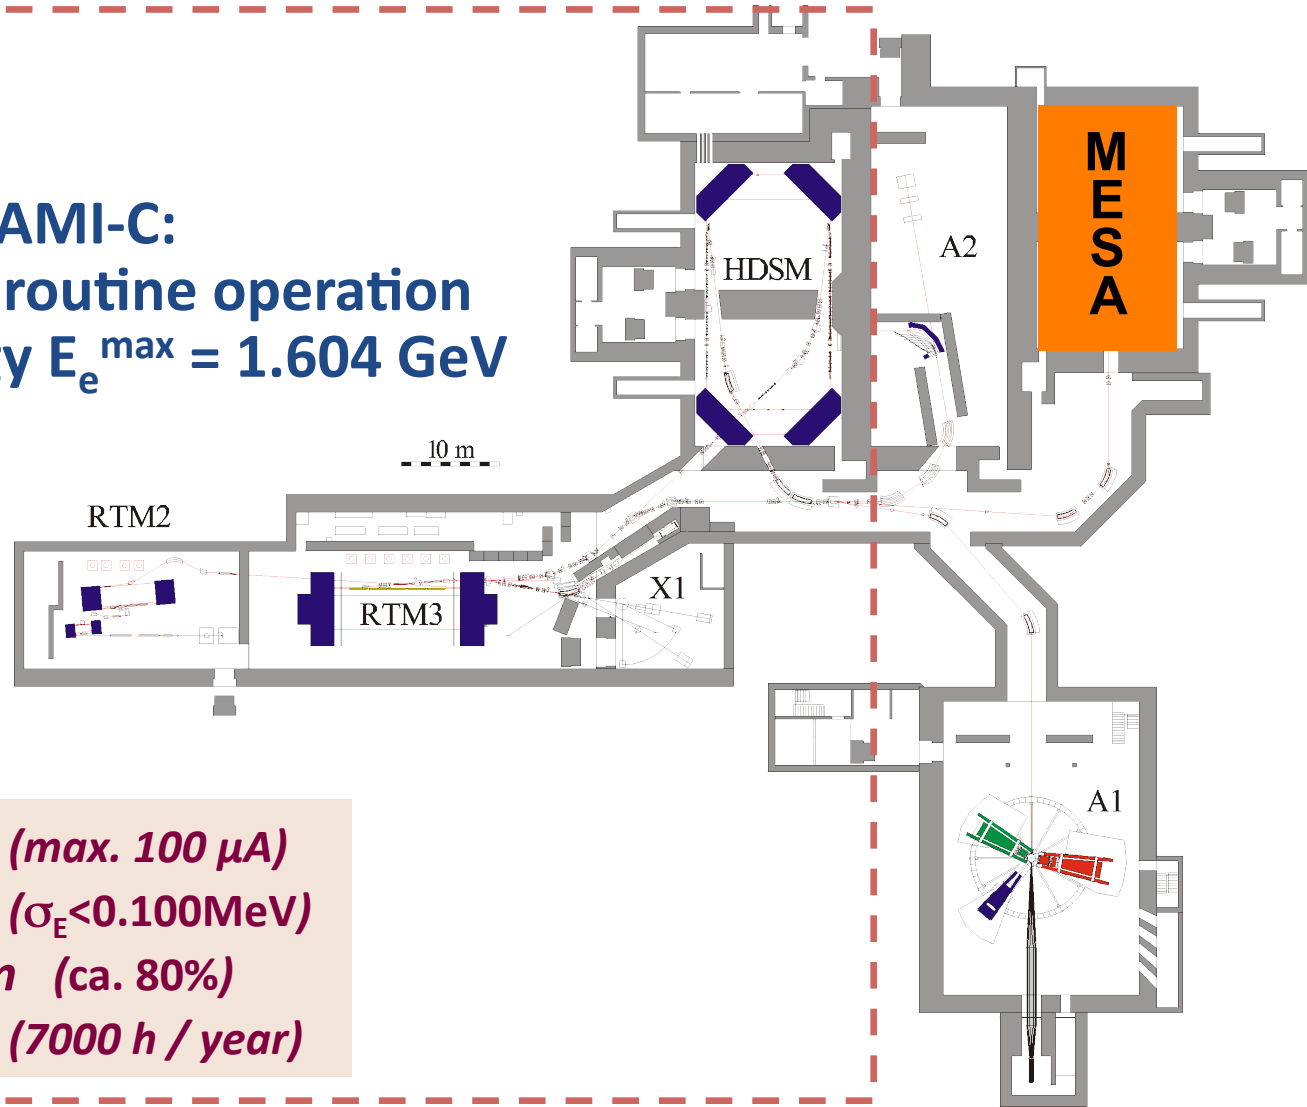 AMI-C:
routine operation
y Eₑᵐᵃˣ = 1.604 GeV
10 m
HDSM
A2
MESA
RTM2
RTM3
X1
A1
(max. 100 µA)
(σE<0.100MeV)
n (ca. 80%)
(7000 h / year)